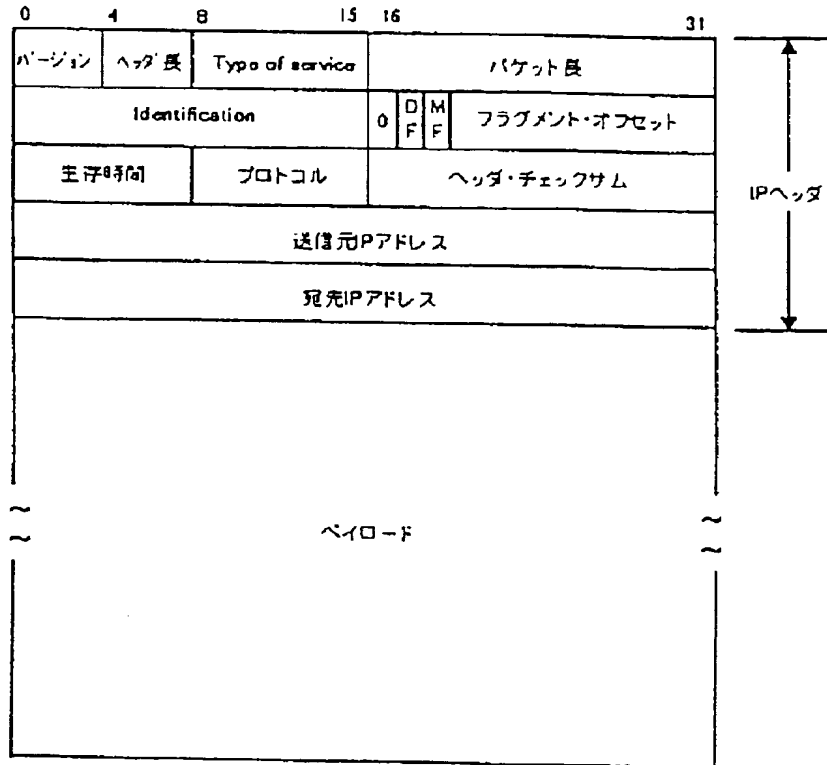 0 4 8 15 16 31
バージョン ヘッダ長 Type of service パケット長
Identification 0 DF MF フラグメント・オフセット
生存時間 プロトコル ヘッダ・チェックサム
IPヘッダ
送信元IPアドレス
宛先IPアドレス
~ ペイロード ~
~ ~